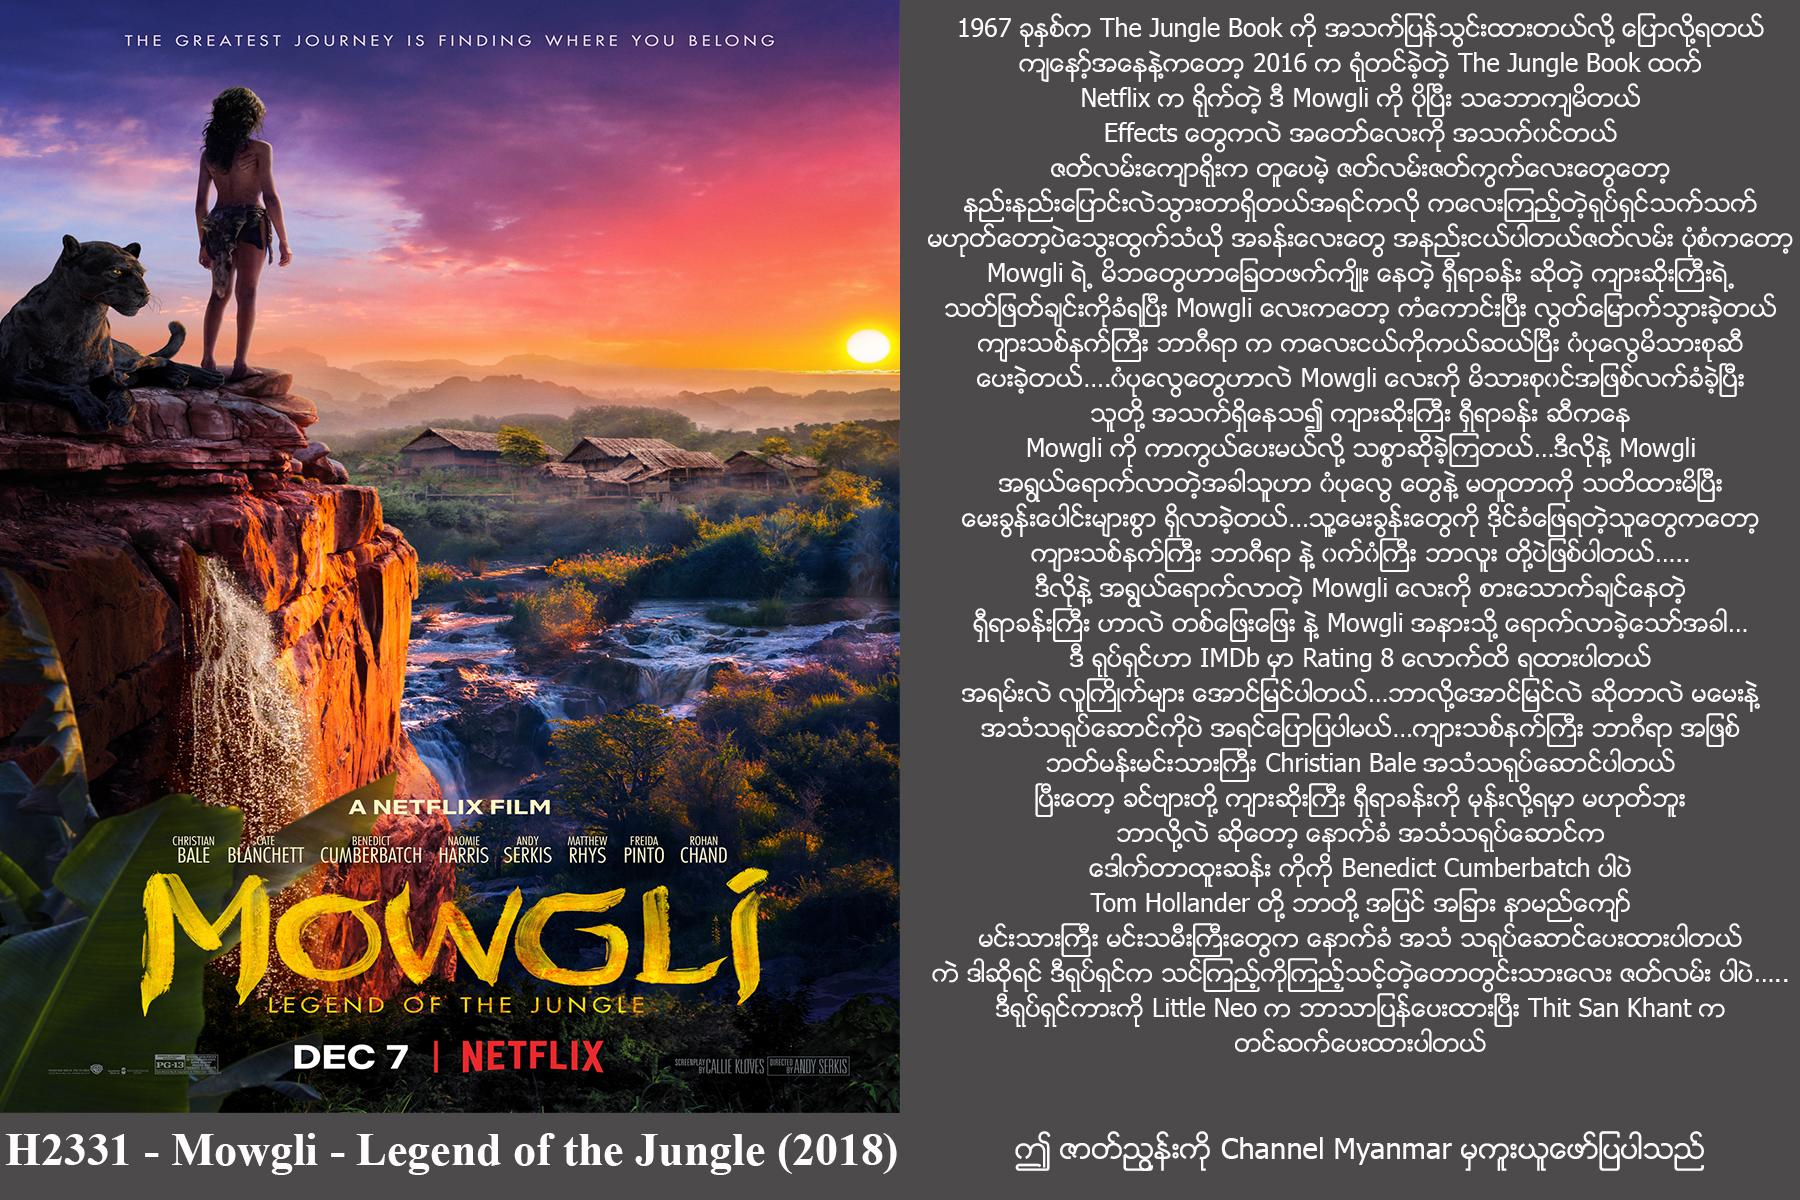 THE GREATEST JOURNEY IS FINDING WHERE YOU BELONG
A NETFLIX FILM
CHRISTIAN BALE CATE BLANCHETT BENEDICT CUMBERBATCH NAOMIE HARRIS ANDY SERKIS MATTHEW RHYS FREIDA PINTO ROHAN CHAND
MOWGLI
LEGEND OF THE JUNGLE
DEC 7 | NETFLIX
PG-13
SCREENPLAY BY CALLIE KLOVES DIRECTED BY ANDY SERKIS
H2331 - Mowgli - Legend of the Jungle (2018)
1967 ခုနှစ်က The Jungle Book ကို အသက်ပြန်သွင်းထားတယ်လို့ ပြောလို့ရတယ်
ကျနော့်အနေနဲ့ကတော့ 2016 က ရုံတင်ခဲ့တဲ့ The Jungle Book ထက်
Netflix က ရိုက်တဲ့ ဒီ Mowgli ကို ပိုပြီး သဘောကျမိတယ်
Effects တွေကလဲ အတော်လေးကို အသက်ဝင်တယ်
ဇတ်လမ်းကျောရိုးက တူပေမဲ့ ဇတ်လမ်းဇတ်ကွက်လေးတွေတော့
နည်းနည်းပြောင်းလဲသွားတာရှိတယ်အရင်ကလို ကလေးကြည့်တဲ့ရုပ်ရှင်သက်သက်
မဟုတ်တော့ပဲသွေးထွက်သံယို အခန်းလေးတွေ အနည်းငယ်ပါတယ်ဇတ်လမ်း ပုံစံကတော့
Mowgli ရဲ့ မိဘတွေဟာခြေတဖက်ကျိုး နေတဲ့ ရှီရာခန်း ဆိုတဲ့ ကျားဆိုးကြီးရဲ့
သတ်ဖြတ်ချင်းကိုခံရပြီး Mowgli လေးကတော့ ကံကောင်းပြီး လွတ်မြောက်သွားခဲ့တယ်
ကျားသစ်နက်ကြီး ဘာဂီရာ က ကလေးငယ်ကိုကယ်ဆယ်ပြီး ဝံပုလွေမိသားစုဆီ
ပေးခဲ့တယ်....ဝံပုလွေတွေဟာလဲ Mowgli လေးကို မိသားစုဝင်အဖြစ်လက်ခံခဲ့ပြီး
သူတို့ အသက်ရှိနေသ၍ ကျားဆိုးကြီး ရှီရာခန်း ဆီကနေ
Mowgli ကို ကာကွယ်ပေးမယ်လို့ သစ္စာဆိုခဲ့ကြတယ်...ဒီလိုနဲ့ Mowgli
အရွယ်ရောက်လာတဲ့အခါသူဟာ ဝံပုလွေ တွေနဲ့ မတူတာကို သတိထားမိပြီး
မေးခွန်းပေါင်းများစွာ ရှိလာခဲ့တယ်...သူ့မေးခွန်းတွေကို ဒိုင်ခံဖြေရတဲ့သူတွေကတော့
ကျားသစ်နက်ကြီး ဘာဂီရာ နဲ့ ဝက်ဝံကြီး ဘာလူး တို့ပဲဖြစ်ပါတယ်.....
ဒီလိုနဲ့ အရွယ်ရောက်လာတဲ့ Mowgli လေးကို စားသောက်ချင်နေတဲ့
ရှီရာခန်းကြီး ဟာလဲ တစ်ဖြေးဖြေး နဲ့ Mowgli အနားသို့ ရောက်လာခဲ့သော်အခါ...
ဒီ ရုပ်ရှင်ဟာ IMDb မှာ Rating 8 လောက်ထိ ရထားပါတယ်
အရမ်းလဲ လူကြိုက်များ အောင်မြင်ပါတယ်...ဘာလို့အောင်မြင်လဲ ဆိုတာလဲ မမေးနဲ့
အသံသရုပ်ဆောင်ကိုပဲ အရင်ပြောပြပါမယ်...ကျားသစ်နက်ကြီး ဘာဂီရာ အဖြစ်
ဘတ်မန်းမင်းသားကြီး Christian Bale အသံသရုပ်ဆောင်ပါတယ်
ပြီးတော့ ခင်ဗျားတို့ ကျားဆိုးကြီး ရှီရာခန်းကို မုန်းလို့ရမှာ မဟုတ်ဘူး
ဘာလို့လဲ ဆိုတော့ နောက်ခံ အသံသရုပ်ဆောင်က
ဒေါက်တာထူးဆန်း ကိုကို Benedict Cumberbatch ပါပဲ
Tom Hollander တို့ ဘာတို့ အပြင် အခြား နာမည်ကျော်
မင်းသားကြီး မင်းသမီးကြီးတွေက နောက်ခံ အသံ သရုပ်ဆောင်ပေးထားပါတယ်
ကဲ ဒါဆိုရင် ဒီရုပ်ရှင်က သင်ကြည့်ကိုကြည့်သင့်တဲ့တောတွင်းသားလေး ဇတ်လမ်း ပါပဲ.....
ဒီရုပ်ရှင်ကားကို Little Neo က ဘာသာပြန်ပေးထားပြီး Thit San Khant က
တင်ဆက်ပေးထားပါတယ်
ဤ ဇာတ်ညွှန်းကို Channel Myanmar မှကူးယူဖော်ပြပါသည်